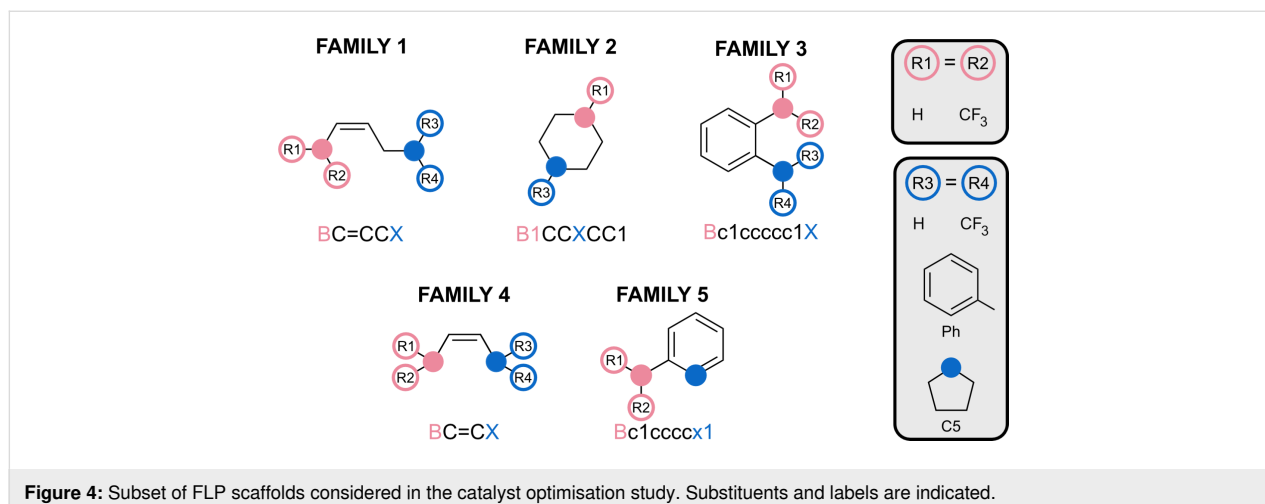 FAMILY 1
R1
R2
R3
R4
BC=CCX
FAMILY 2
R1
R3
B1CCXCC1
FAMILY 3
R1
R2
R3
R4
Bc1ccccc1X
FAMILY 4
R1
R2
R3
R4
BC=CX
FAMILY 5
R1
R2
Bc1ccccx1
R1 = R2
H CF₃
R3 = R4
H CF₃
Ph
C5
Figure 4: Subset of FLP scaffolds considered in the catalyst optimisation study. Substituents and labels are indicated.